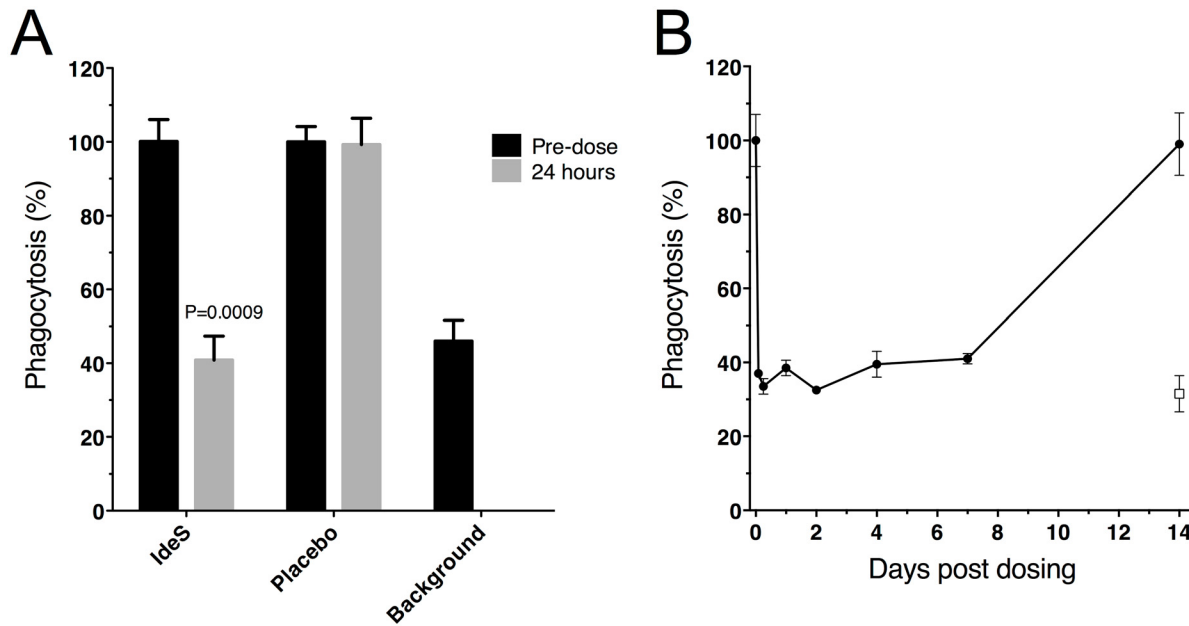 A
Phagocytosis (%)
120
100
80
60
40
20
0
P=0.0009
Pre-dose
24 hours
IdeS
Placebo
Background
B
Phagocytosis (%)
120
100
80
60
40
20
0
0 2 4 6 8 10 12 14
Days post dosing